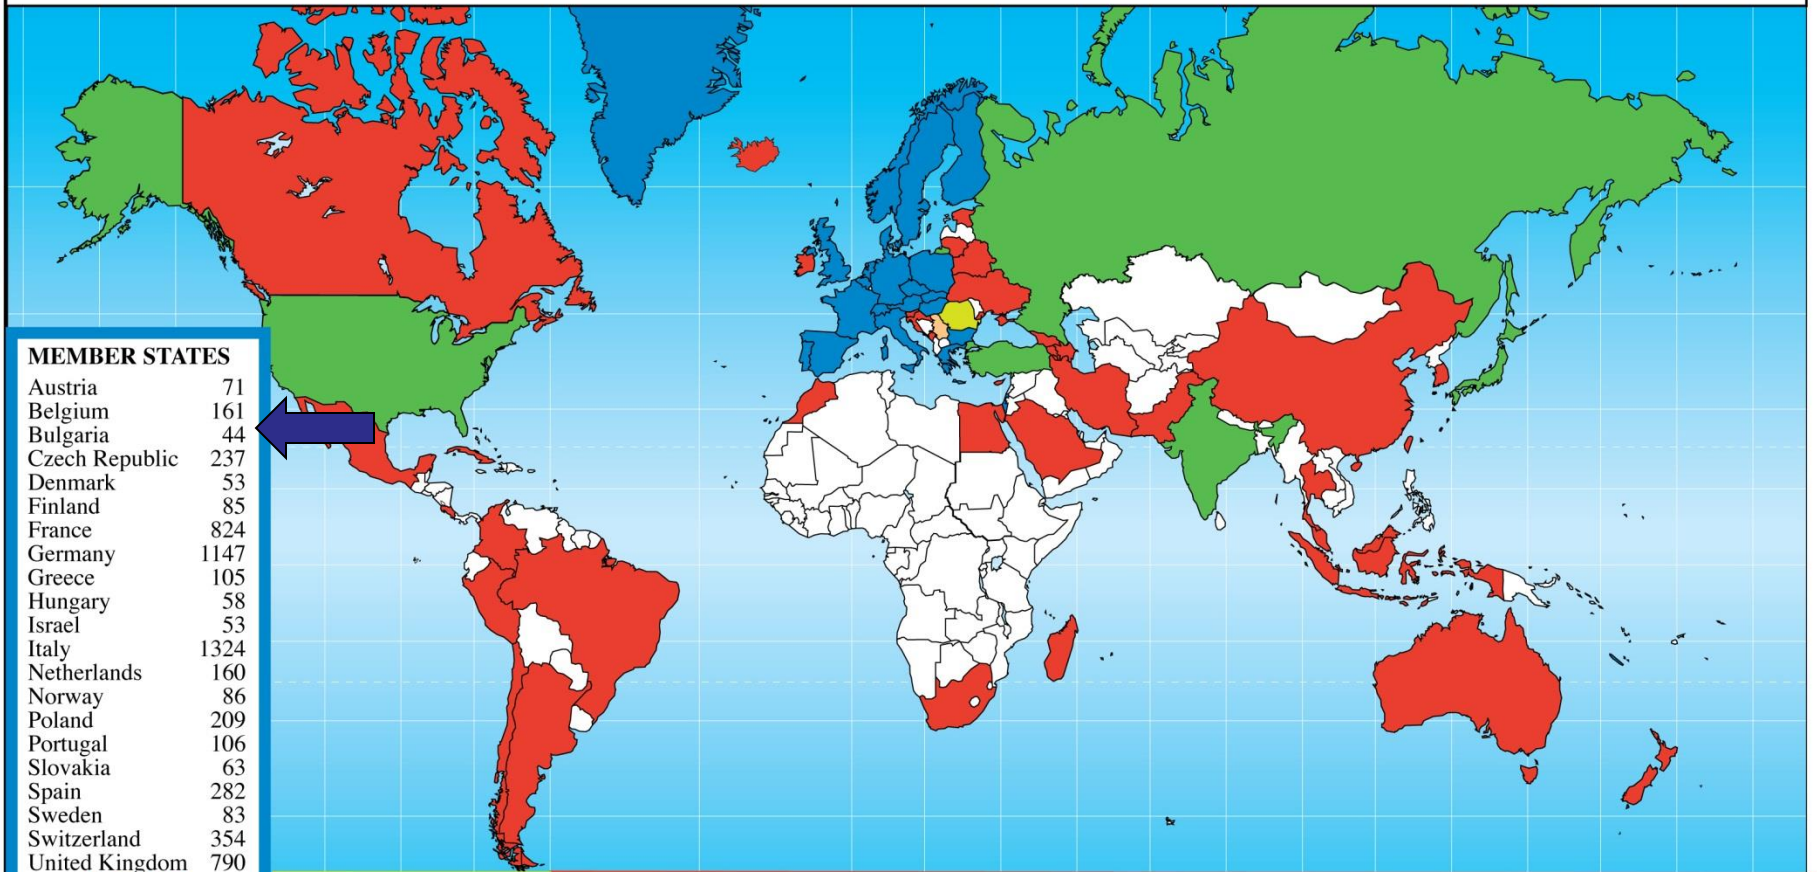 MEMBER STATES
Austria 71
Belgium 161
Bulgaria 44
Czech Republic 237
Denmark 53
Finland 85
France 824
Germany 1147
Greece 105
Hungary 58
Israel 53
Italy 1324
Netherlands 160
Norway 86
Poland 209
Portugal 106
Slovakia 63
Spain 282
Sweden 83
Switzerland 354
United Kingdom 790